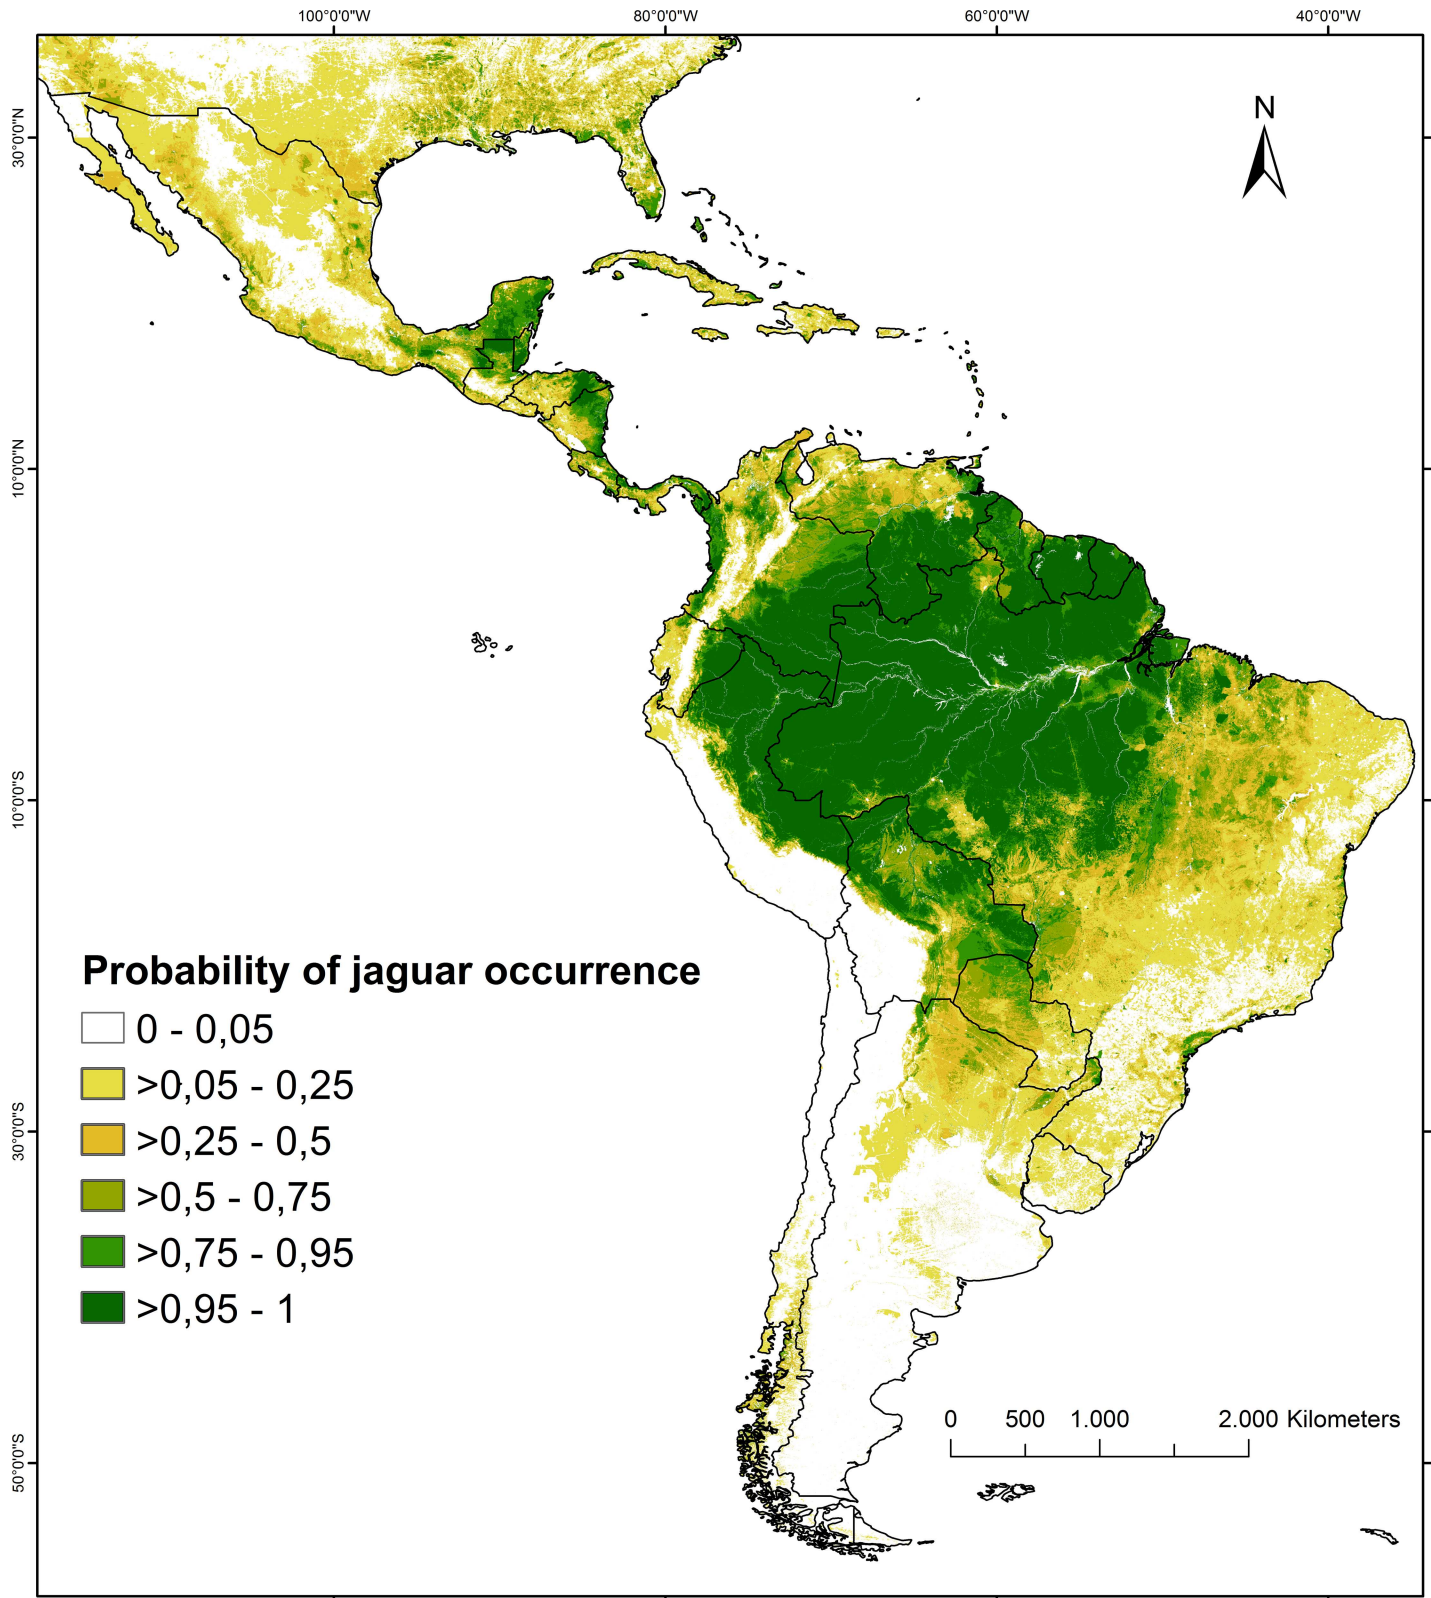 100°0'0"W 80°0'0"W 60°0'0"W 40°0'0"W
30°0'0"N
N
10°0'0"N
10°0'0"S
Probability of jaguar occurrence
0 - 0,05
>0,05 - 0,25
>0,25 - 0,5
>0,5 - 0,75
>0,75 - 0,95
>0,95 - 1
30°0'0"S
0 500 1.000 2.000 Kilometers
50°0'0"S